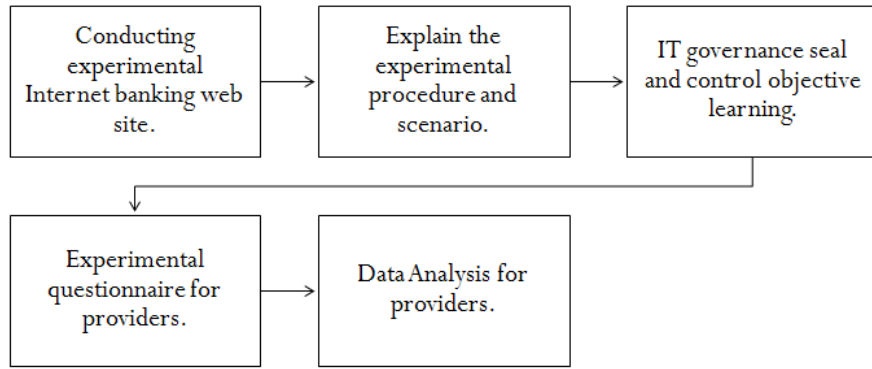 Conducting
experimental
Internet banking web
site.
Explain the
experimental
procedure and
scenario.
IT governance seal
and control objective
learning.
Experimental
questionnaire for
providers.
Data Analysis for
providers.